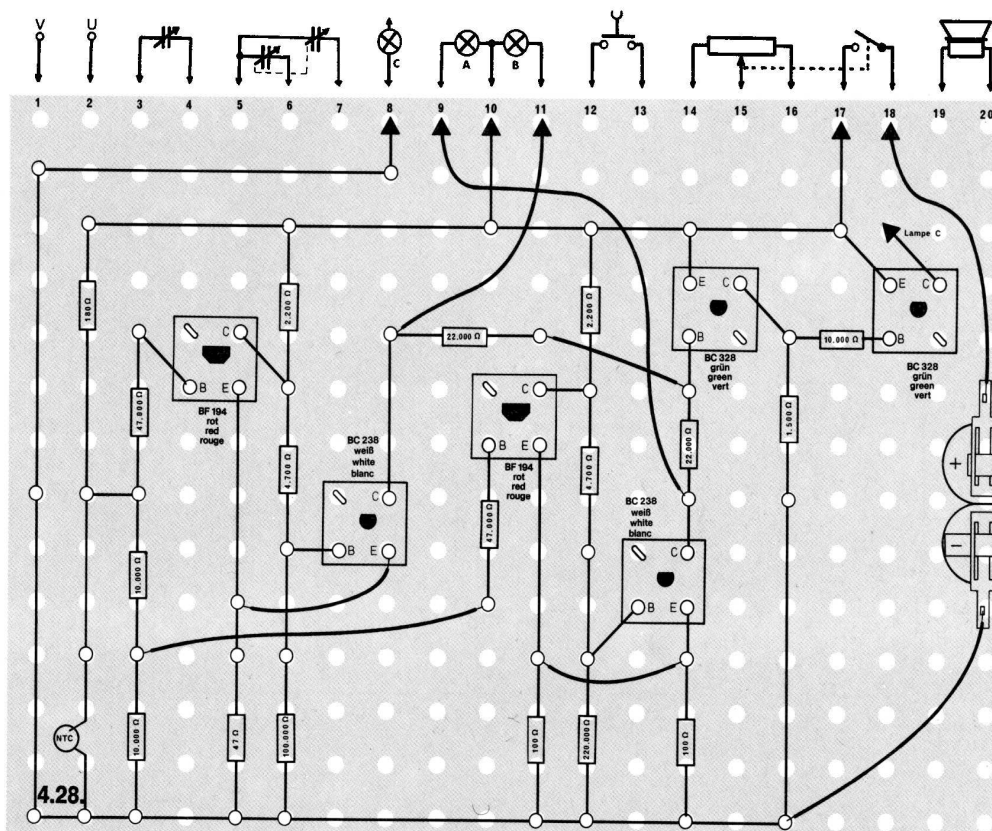 V U
C A B
1 2 3 4 5 6 7 8 9 10 11 12 13 14 15 16 17 18 19 20
Lampe C
E C
E C
180 Ω
2.200 Ω
2.200 Ω
C
22.000 Ω
B
10.000 Ω
B
BC 328
grün
green
vert
BC 328
grün
green
vert
B E
47.000 Ω
BF 194
rot
red
rouge
C
1.500 Ω
BC 238
weiß
white
blanc
4.700 Ω
B E
BF 194
rot
red
rouge
4.700 Ω
22.000 Ω
47.000 Ω
C
BC 238
weiß
white
blanc
+
B E
C
–
10.000 Ω
B E
NTC
10.000 Ω
47 Ω
100.000 Ω
100 Ω
220.000 Ω
100 Ω
4.28.